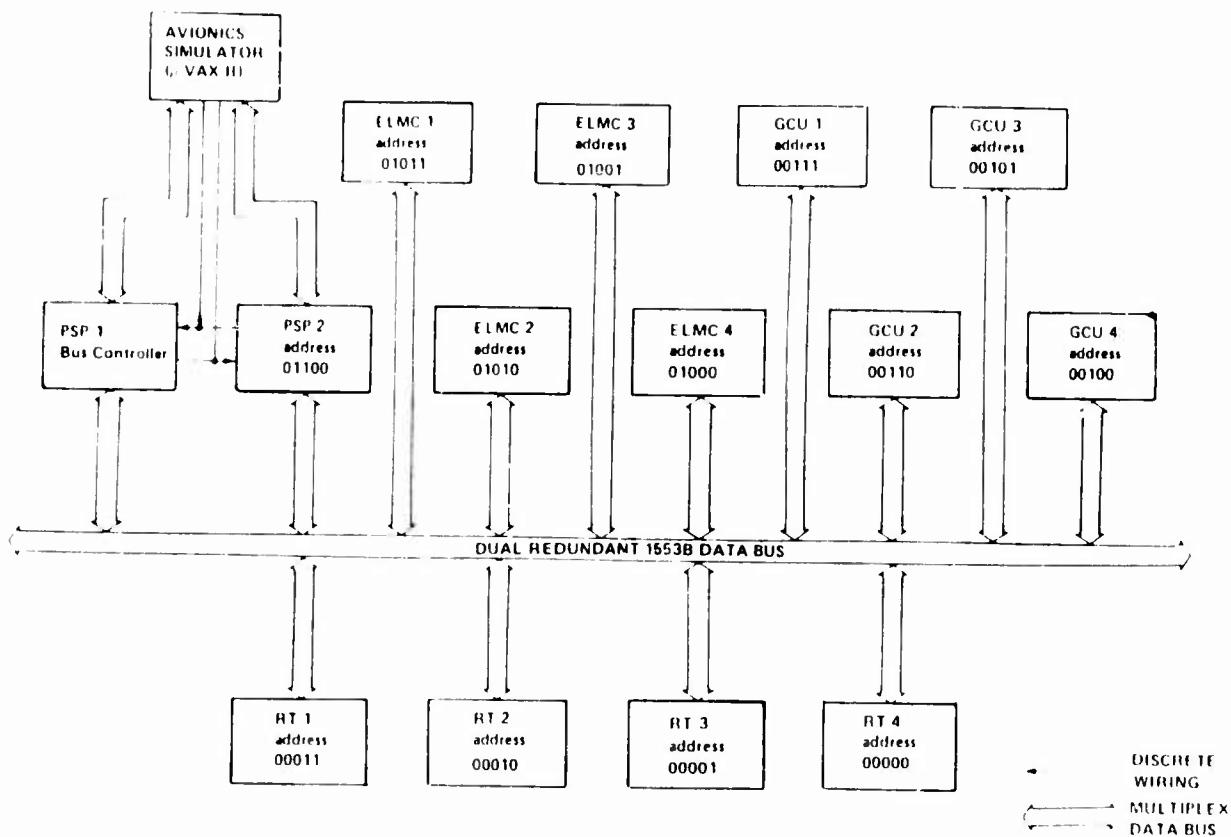 AVIONICS
SIMULATOR
(μ VAX II)
ELMC 1
address
01011
ELMC 3
address
01001
GCU 1
address
00111
GCU 3
address
00101
PSP 1
Bus Controller
PSP 2
address
01100
ELMC 2
address
01010
ELMC 4
address
01000
GCU 2
address
00110
GCU 4
address
00100
DUAL REDUNDANT 1553B DATA BUS
RT 1
address
00011
RT 2
address
00010
RT 3
address
00001
RT 4
address
00000
DISCRETE
WIRING
MULTIPLEX
DATA BUS